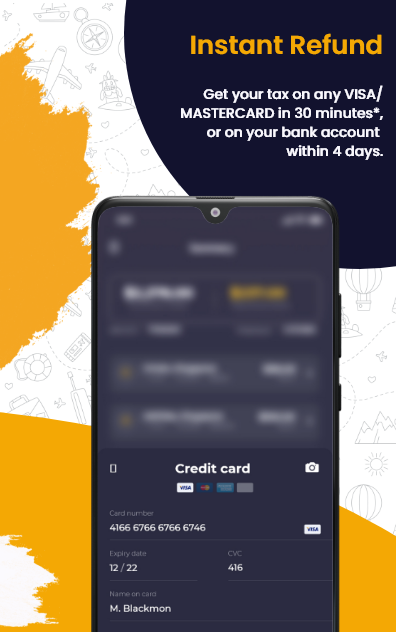 Instant Refund
Get your tax on any VISA/
MASTERCARD in 30 minutes*,
or on your bank account
within 4 days.
Credit card
VISA
Card number
4166 6766 6766 6746
VISA
Expiry date
CVC
12 / 22
416
Name on card
M. Blackmon